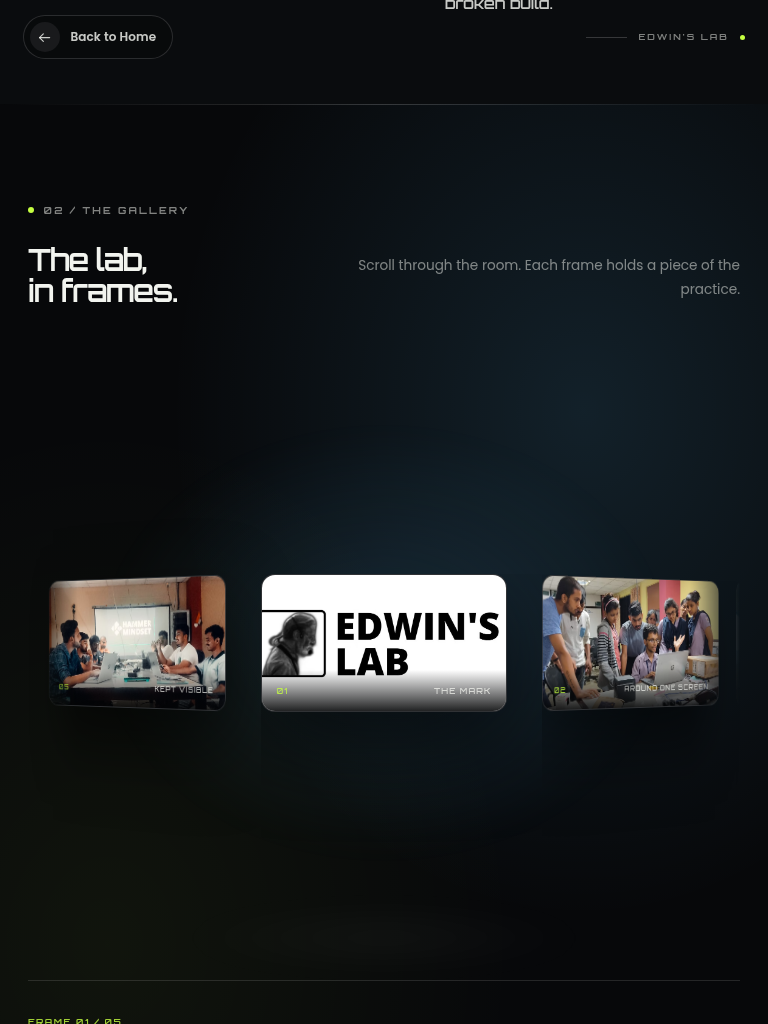 broken build.
← Back to Home
EDWIN'S LAB
02 / THE GALLERY
The lab,
in frames.
Scroll through the room. Each frame holds a piece of the
practice.
HAMMER
MINDSET
05
KEPT VISIBLE
EDWIN'S
LAB
01
THE MARK
02
AROUND ONE SCREEN
FRAME 01 / 05